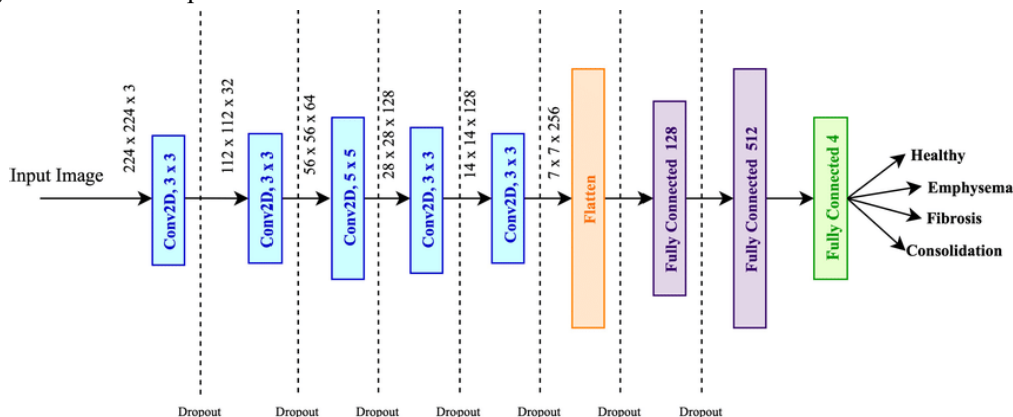 Input Image
224 x 224 x 3
Conv2D, 3 x 3
112 x 112 x 32
Conv2D, 3 x 3
56 x 56 x 64
Conv2D, 5 x 5
28 x 28 x 128
Conv2D, 3 x 3
14 x 14 x 128
Conv2D, 3 x 3
7 x 7 x 256
Flatten
Fully Connected 128
Fully Connected 512
Fully Connected 4
Healthy
Emphysema
Fibrosis
Consolidation
Dropout
Dropout
Dropout
Dropout
Dropout
Dropout
Dropout